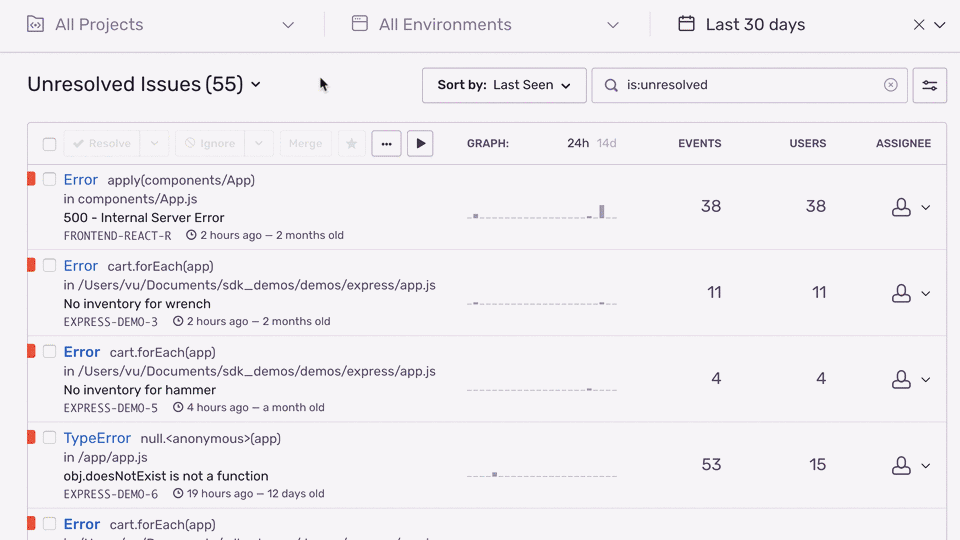 All Projects All Environments Last 30 days
Unresolved Issues (55) Sort by: Last Seen is:unresolved
Resolve Ignore Merge GRAPH: 24h 14d EVENTS USERS ASSIGNEE
Error apply(components/App)
in components/App.js
500 - Internal Server Error 38 38
FRONTEND-REACT-R 2 hours ago — 2 months old
Error cart.forEach(app)
in /Users/vu/Documents/sdk_demos/demos/express/app.js
No inventory for wrench 11 11
EXPRESS-DEMO-3 2 hours ago — 2 months old
Error cart.forEach(app)
in /Users/vu/Documents/sdk_demos/demos/express/app.js
No inventory for hammer 4 4
EXPRESS-DEMO-5 4 hours ago — a month old
TypeError null.<anonymous>(app)
in /app/app.js
obj.doesNotExist is not a function 53 15
EXPRESS-DEMO-6 19 hours ago — 12 days old
Error cart.forEach(app)